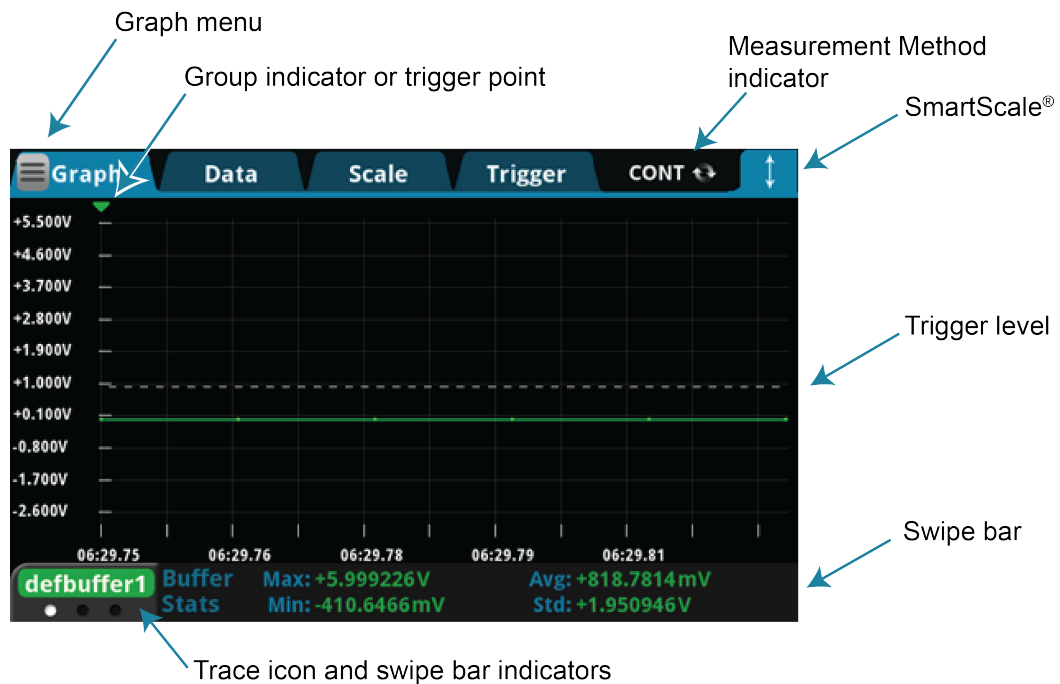 Graph menu
Group indicator or trigger point
Measurement Method
indicator
SmartScale®
Graph Data Scale Trigger CONT
+5.500V
+4.600V
+3.700V
+2.800V
+1.900V
+1.000V
+0.100V
-0.800V
-1.700V
-2.600V
Trigger level
06:29.75 06:29.76 06:29.78 06:29.79 06:29.81
Swipe bar
defbuffer1 Buffer Max: +5.999226V Avg: +818.7814mV
Stats Min: -410.6466mV Std: +1.950946V
Trace icon and swipe bar indicators